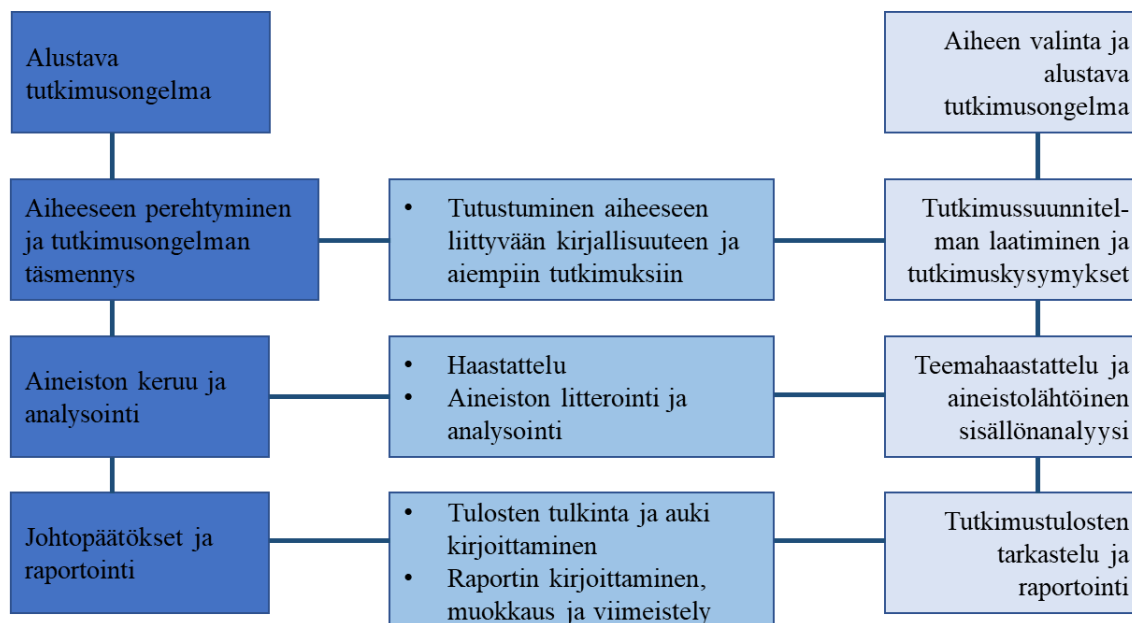 Alustava
tutkimusongelma
Aiheen valinta ja
alustava
tutkimusongelma
Aiheeseen perehtyminen
ja tutkimusongelman
täsmennys
• Tutustuminen aiheeseen
liittyvään kirjallisuuteen ja
aiempiin tutkimuksiin
Tutkimussuunnitel-
man laatiminen ja
tutkimuskysymykset
Aineiston keruu ja
analysointi
• Haastattelu
• Aineiston litterointi ja
analysointi
Teemahaastattelu ja
aineistolähtöinen
sisällönanalyysi
Johtopäätökset ja
raportointi
• Tulosten tulkinta ja auki
kirjoittaminen
• Raportin kirjoittaminen,
muokkaus ja viimeistely
Tutkimustulosten
tarkastelu ja
raportointi